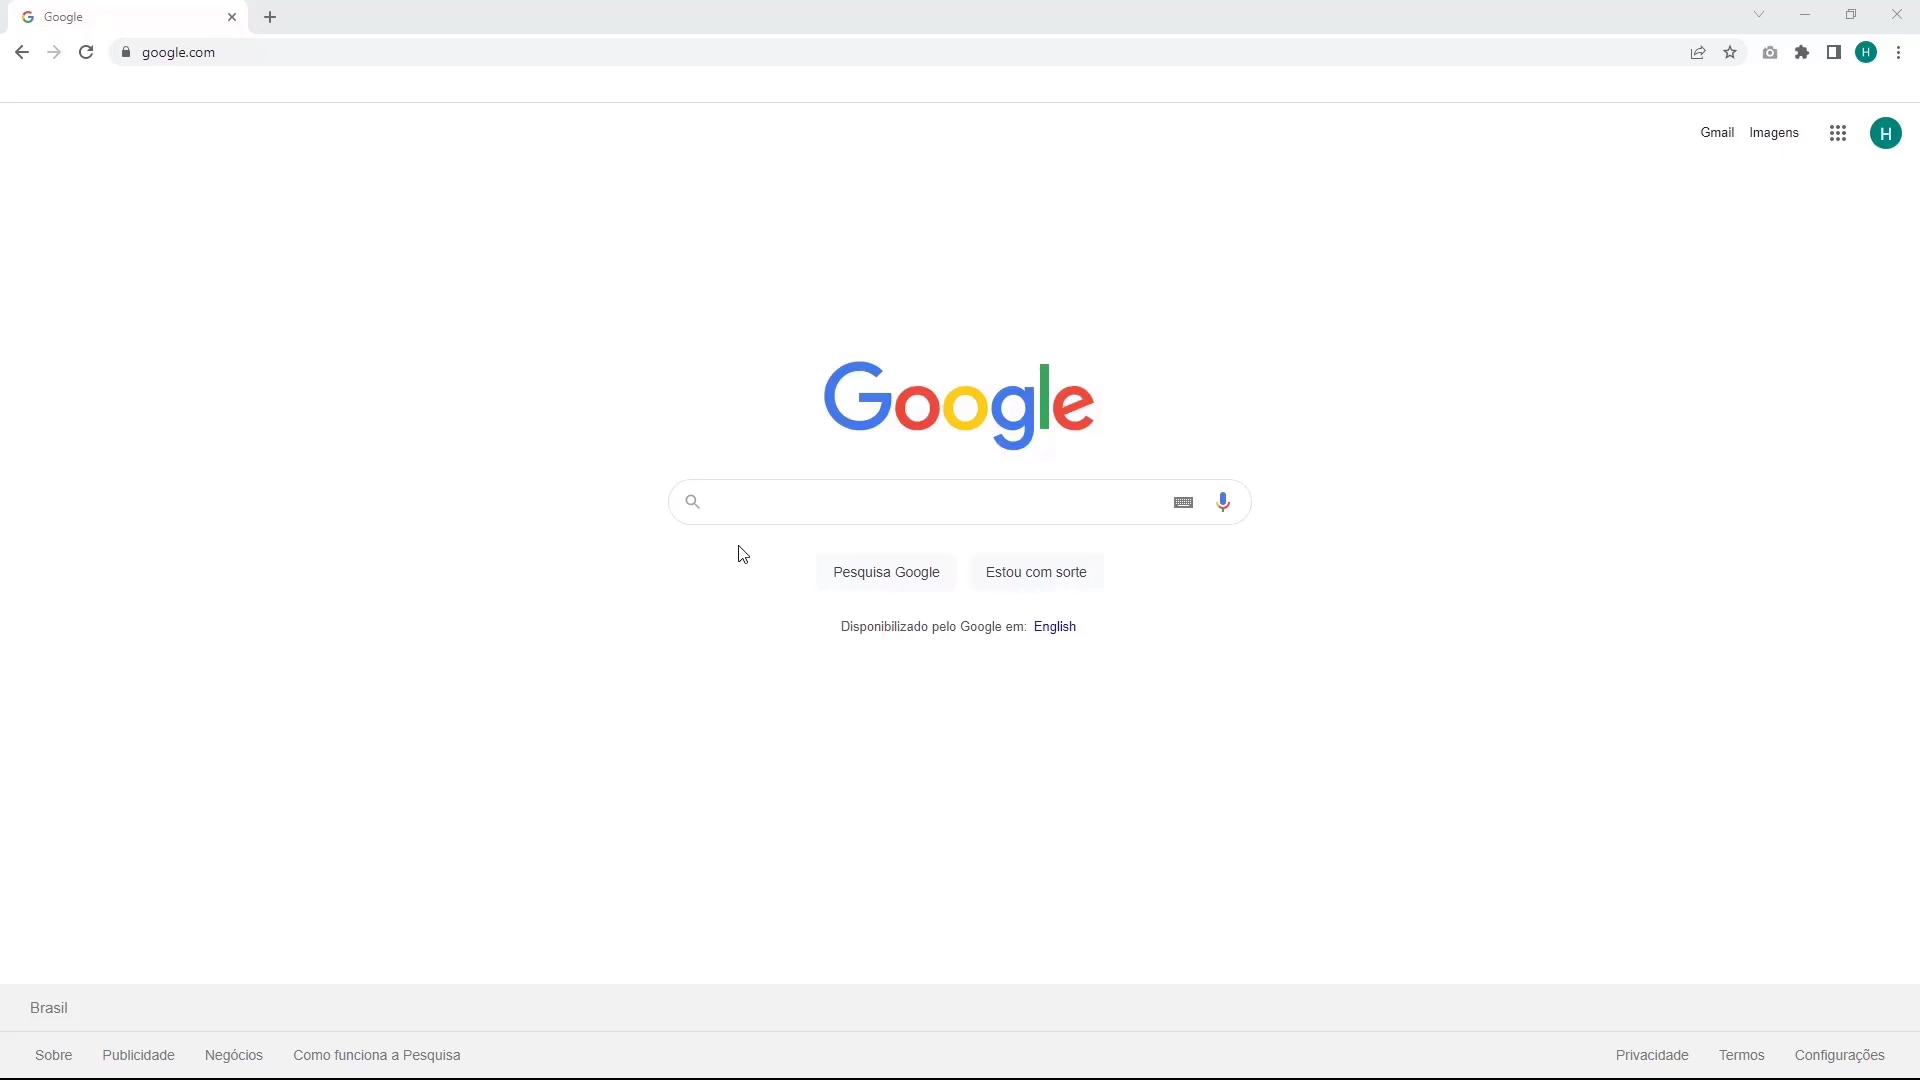 Google
google.com
H
Gmail Imagens
H
Google
Pesquisa Google Estou com sorte
Disponibilizado pelo Google em: English
Brasil
Sobre Publicidade Negócios Como funciona a Pesquisa Privacidade Termos Configurações